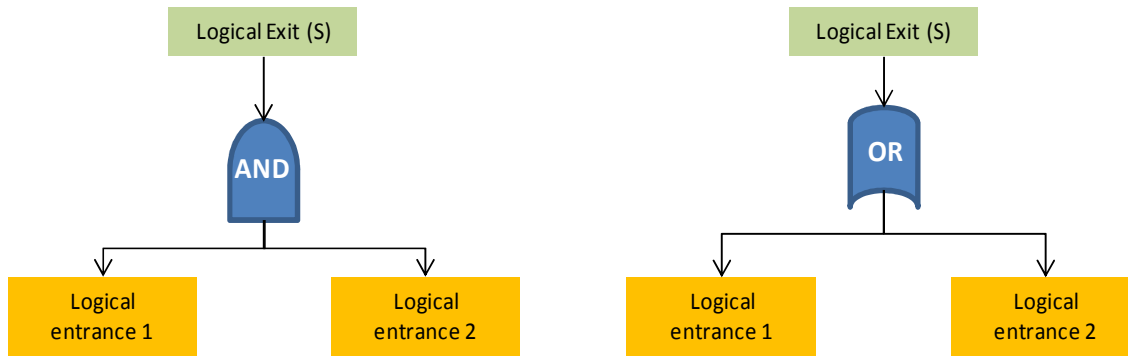 Logical Exit (S)
AND
Logical
entrance 1
Logical
entrance 2
Logical Exit (S)
OR
Logical
entrance 1
Logical
entrance 2